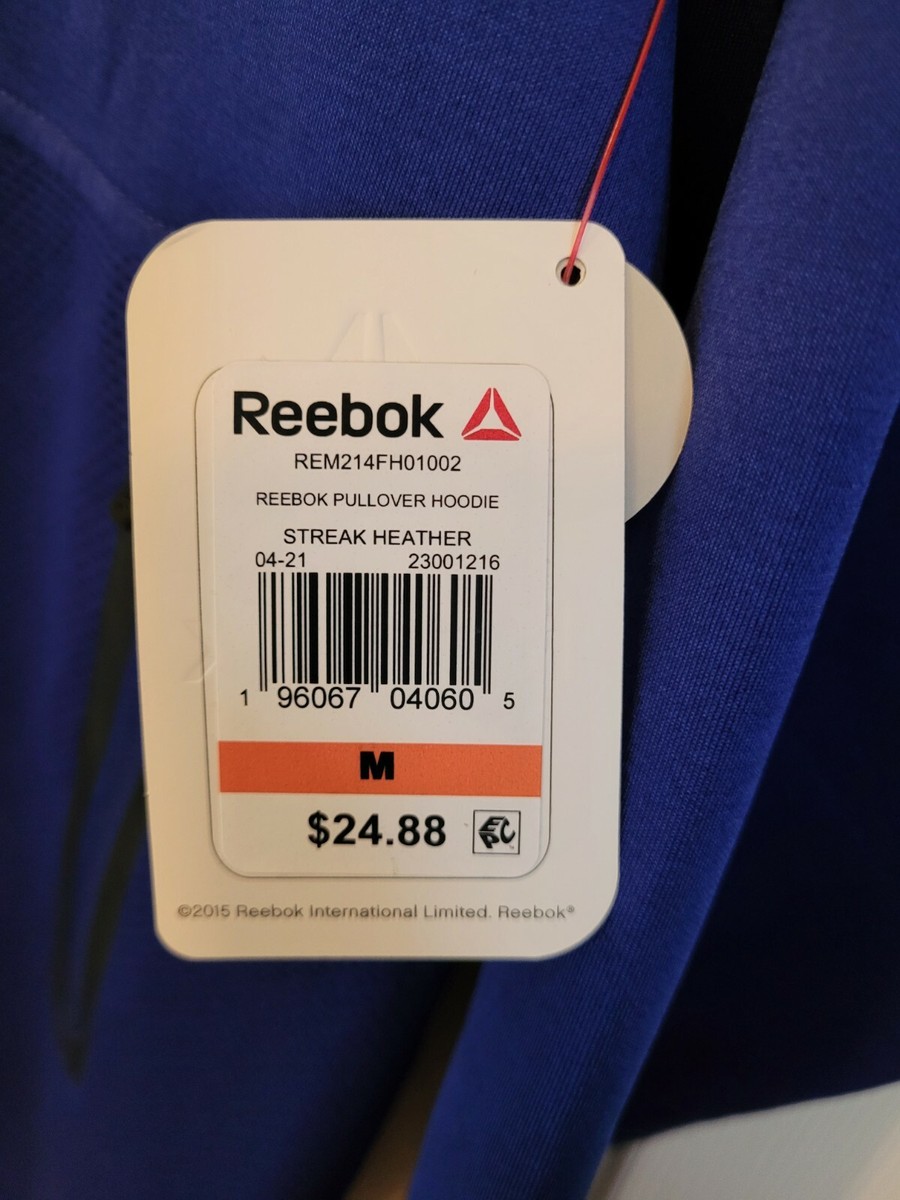 Reebok
REM214FH01002
REEBOK PULLOVER HOODIE
STREAK HEATHER
04-21 23001216
1 96067 04060 5
M
$24.88 EPC
©2015 Reebok International Limited. Reebok®